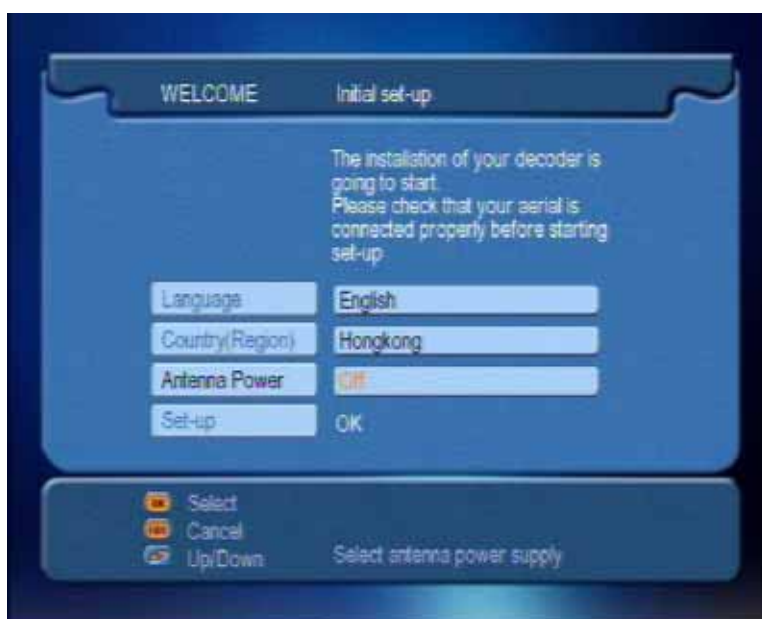 WELCOME Initial set-up
The installation of your decoder is
going to start.
Please check that your aerial is
connected properly before starting
set-up
Language English
Country(Region) Hongkong
Antenna Power Off
Set-up OK
OK Select
Cancel
Up/Down Select antenna power supply